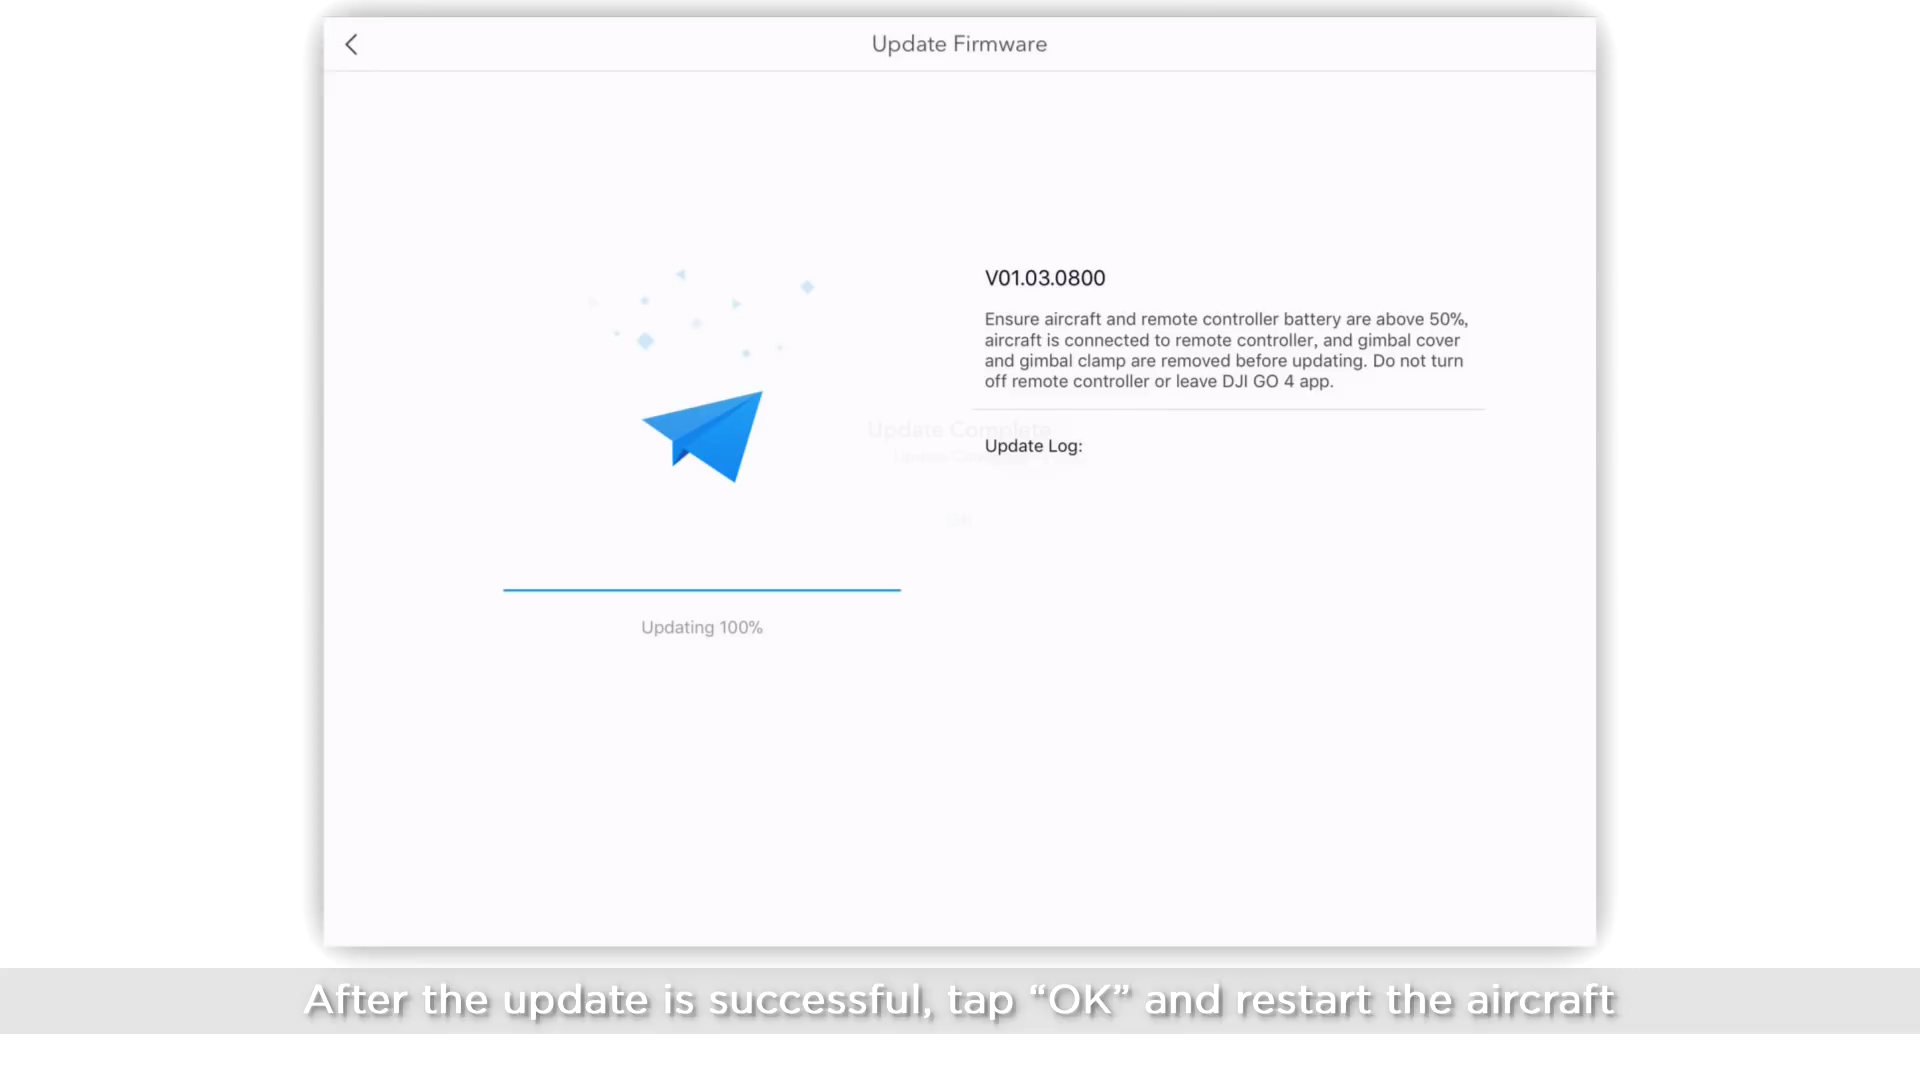 Update Firmware
V01.03.0800
Ensure aircraft and remote controller battery are above 50%,
aircraft is connected to remote controller, and gimbal cover
and gimbal clamp are removed before updating. Do not turn
off remote controller or leave DJI GO 4 app.
Update Complete
Update Log:
Updating 100%
After the update is successful, tap “OK” and restart the aircraft